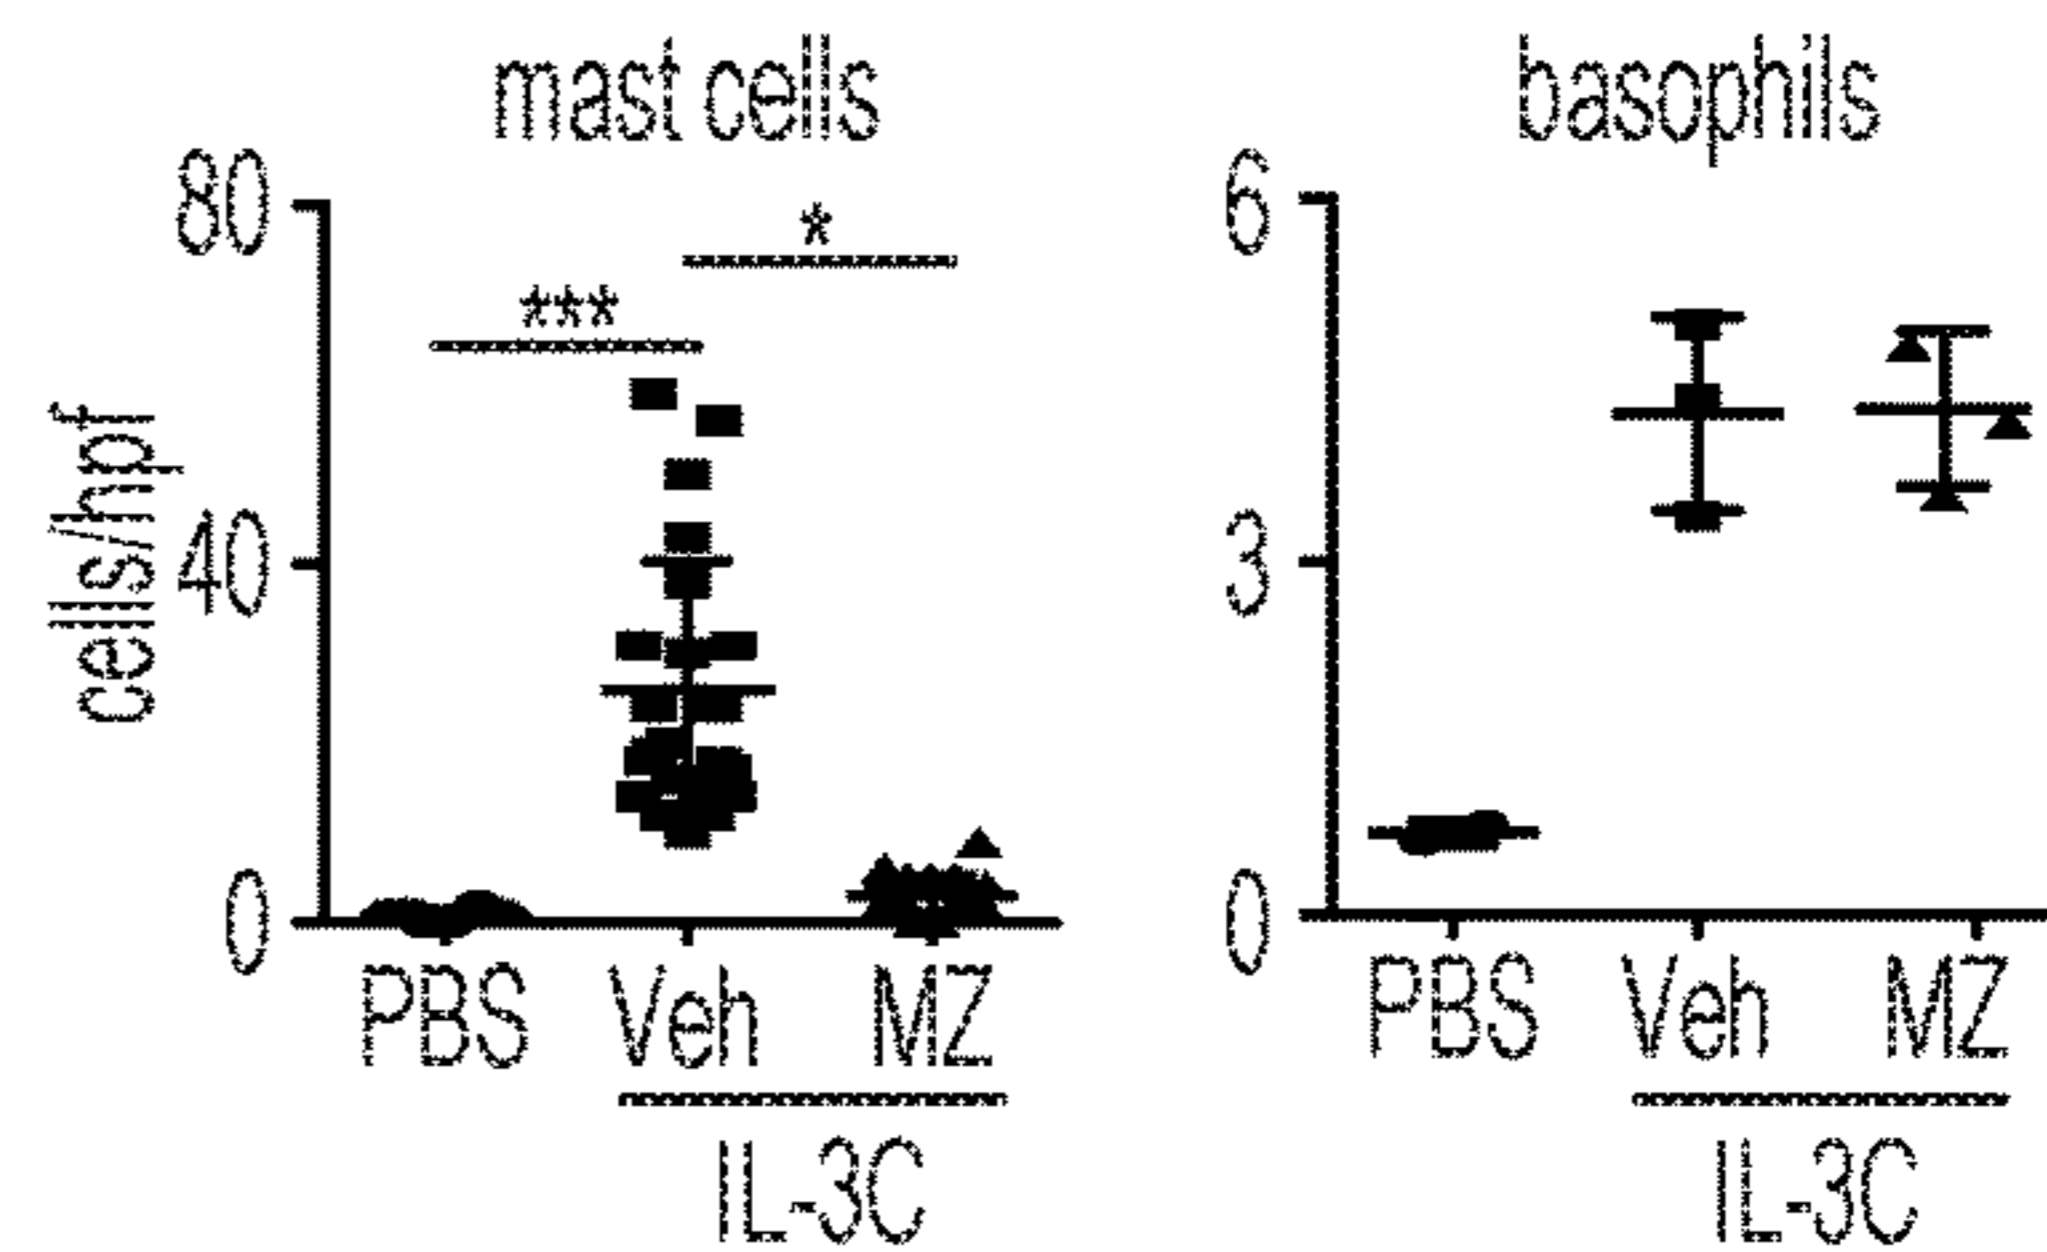 mast cells
cells/hpf
80
40
0
***
*
PBS Veh MZ
IL-3C
basophils
6
3
0
PBS Veh MZ
IL-3C